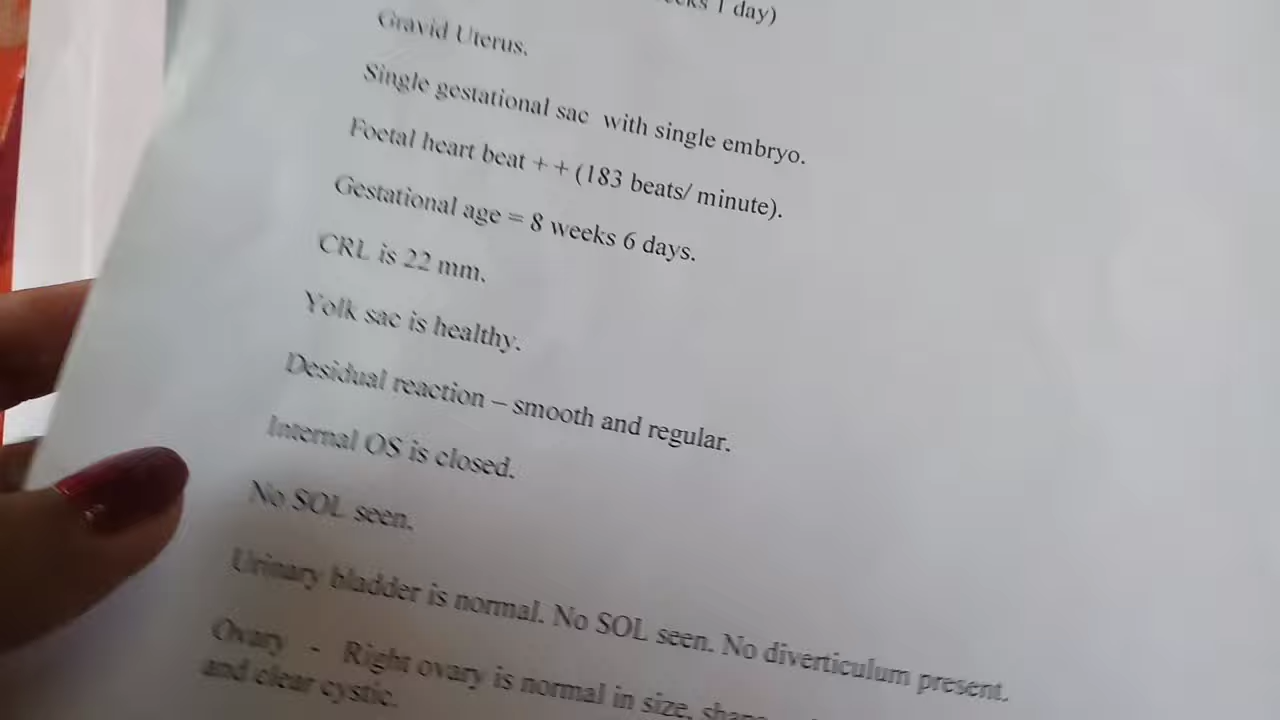 1 day)
Gravid Uterus.
Single gestational sac with single embryo.
Foetal heart beat + + (183 beats/ minute).
Gestational age = 8 weeks 6 days.
CRL is 22 mm.
Yolk sac is healthy.
Desidual reaction – smooth and regular.
Internal OS is closed.
No SOL seen.
Urinary bladder is normal. No SOL seen. No diverticulum present.
Ovary - Right ovary is normal in size,
and clear cystic.